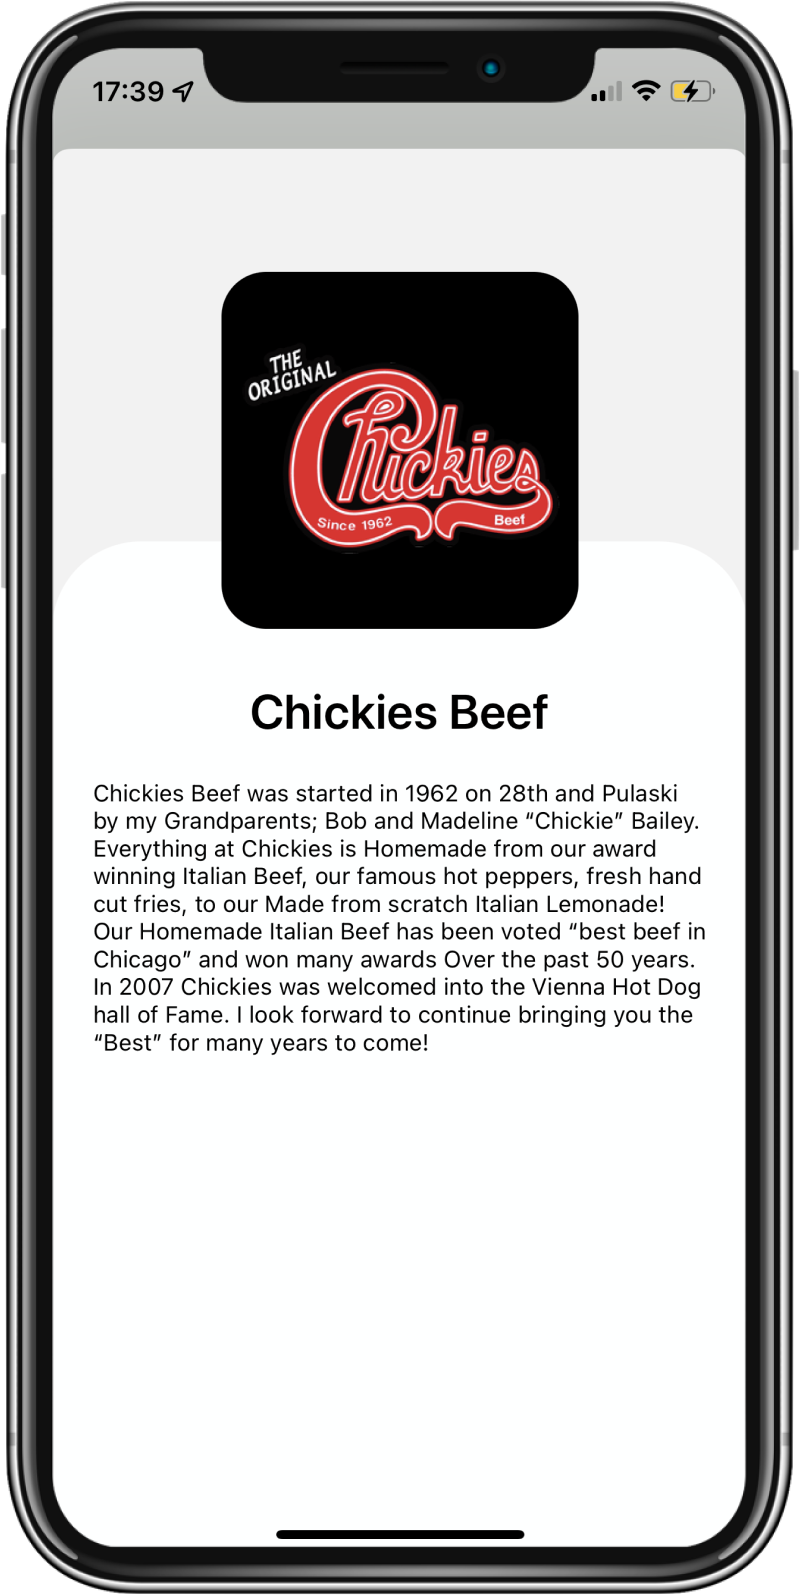 17:39
THE
ORIGINAL
Chickies
Since 1962 Beef
Chickies Beef
Chickies Beef was started in 1962 on 28th and Pulaski
by my Grandparents; Bob and Madeline “Chickie” Bailey.
Everything at Chickies is Homemade from our award
winning Italian Beef, our famous hot peppers, fresh hand
cut fries, to our Made from scratch Italian Lemonade!
Our Homemade Italian Beef has been voted “best beef in
Chicago” and won many awards Over the past 50 years.
In 2007 Chickies was welcomed into the Vienna Hot Dog
hall of Fame. I look forward to continue bringing you the
“Best” for many years to come!